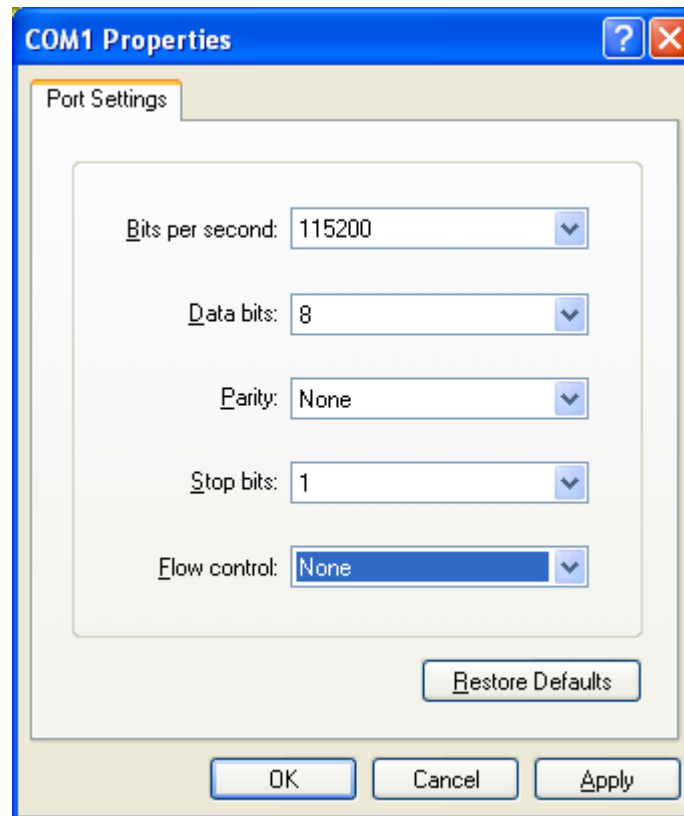 COM1 Properties
Port Settings
Bits per second: 115200
Data bits: 8
Parity: None
Stop bits: 1
Flow control: None
Restore Defaults
OK Cancel Apply